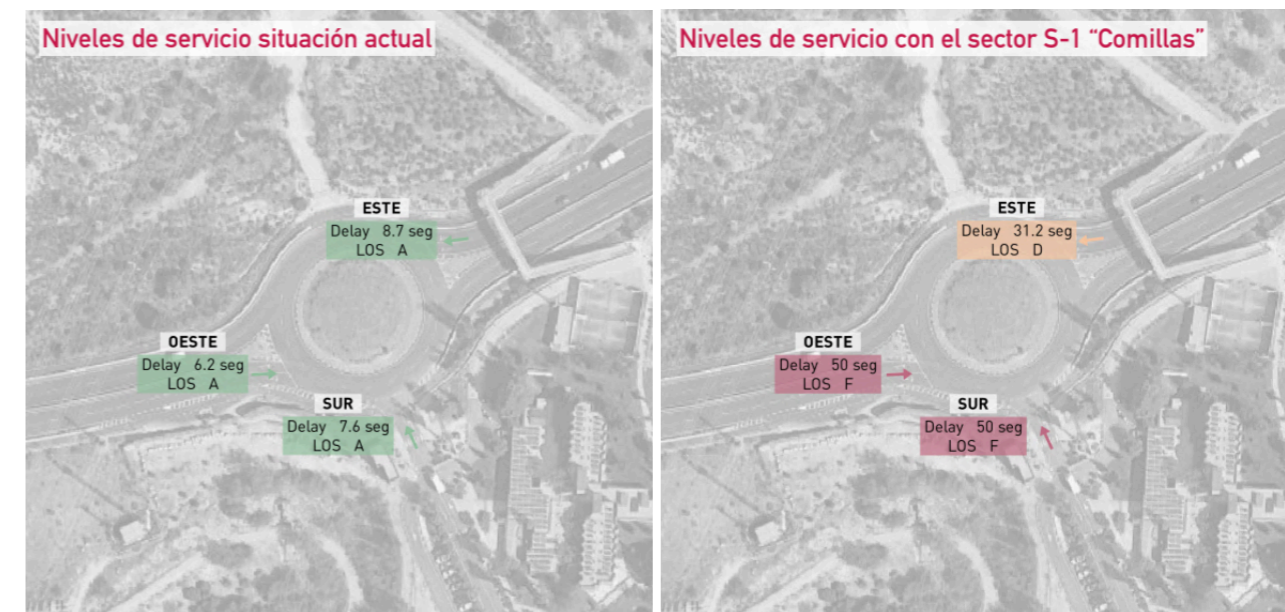 Niveles de servicio situación actual
ESTE
Delay 8.7 seg
LOS A
OESTE
Delay 6.2 seg
LOS A
SUR
Delay 7.6 seg
LOS A
Niveles de servicio con el sector S-1 “Comillas”
ESTE
Delay 31.2 seg
LOS D
OESTE
Delay 50 seg
LOS F
SUR
Delay 50 seg
LOS F